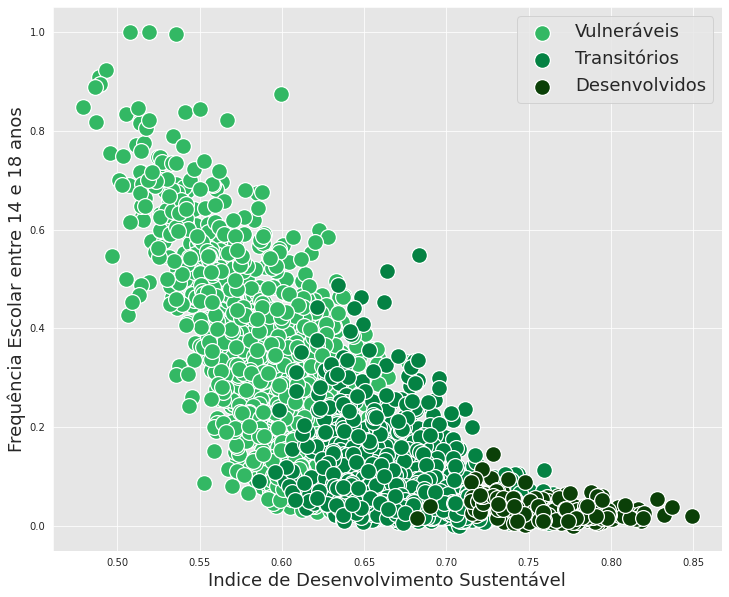 Vulneráveis
Transitórios
Desenvolvidos
1.0
0.8
0.6
0.4
0.2
0.0
Frequência Escolar entre 14 e 18 anos
0.50 0.55 0.60 0.65 0.70 0.75 0.80 0.85
Indice de Desenvolvimento Sustentável